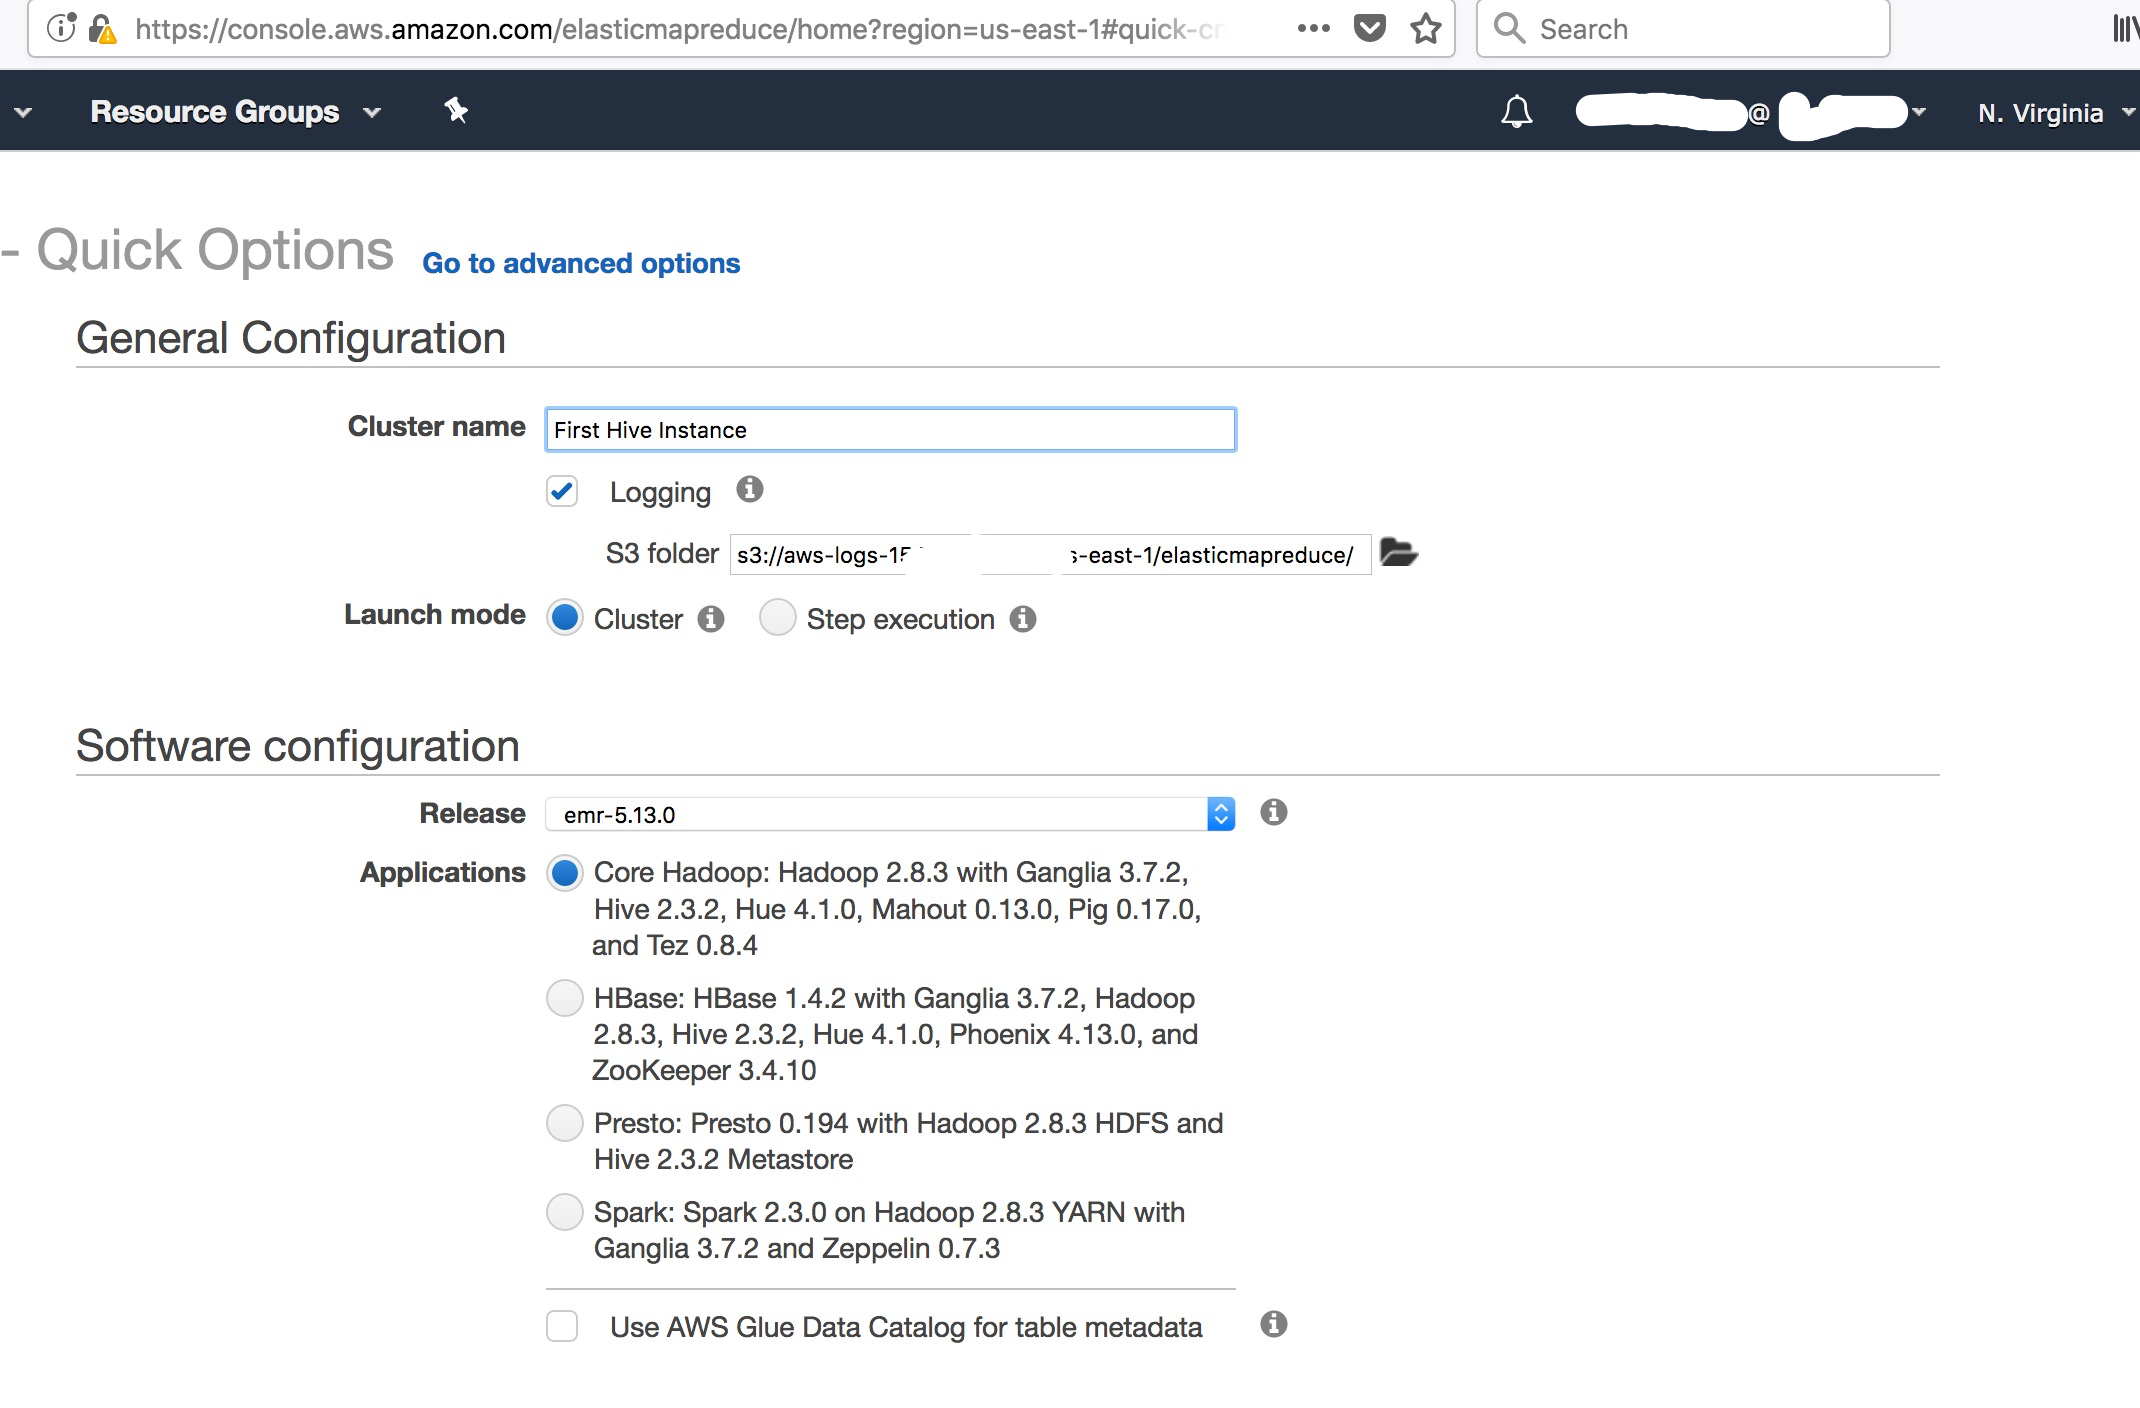 https://console.aws.amazon.com/elasticmapreduce/home?region=us-east-1#quick-cr
Search
Resource Groups
@
N. Virginia
- Quick Options Go to advanced options
General Configuration
Cluster name First Hive Instance
Logging
S3 folder s3://aws-logs-15 s-east-1/elasticmapreduce/
Launch mode Cluster Step execution
Software configuration
Release emr-5.13.0
Applications Core Hadoop: Hadoop 2.8.3 with Ganglia 3.7.2,
Hive 2.3.2, Hue 4.1.0, Mahout 0.13.0, Pig 0.17.0,
and Tez 0.8.4
HBase: HBase 1.4.2 with Ganglia 3.7.2, Hadoop
2.8.3, Hive 2.3.2, Hue 4.1.0, Phoenix 4.13.0, and
ZooKeeper 3.4.10
Presto: Presto 0.194 with Hadoop 2.8.3 HDFS and
Hive 2.3.2 Metastore
Spark: Spark 2.3.0 on Hadoop 2.8.3 YARN with
Ganglia 3.7.2 and Zeppelin 0.7.3
Use AWS Glue Data Catalog for table metadata